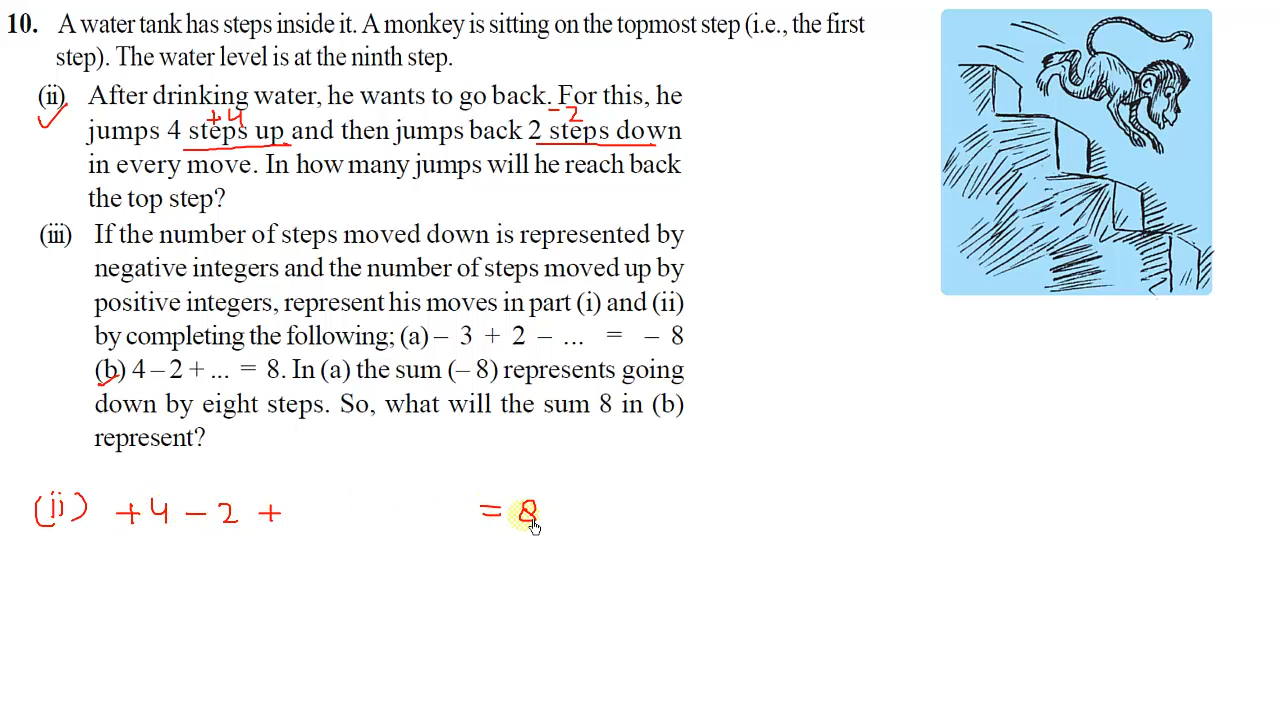 10. A water tank has steps inside it. A monkey is sitting on the topmost step (i.e., the first
step). The water level is at the ninth step.
(ii) After drinking water, he wants to go back. For this, he
+4 -2
jumps 4 steps up and then jumps back 2 steps down
in every move. In how many jumps will he reach back
the top step?
(iii) If the number of steps moved down is represented by
negative integers and the number of steps moved up by
positive integers, represent his moves in part (i) and (ii)
by completing the following; (a) – 3 + 2 – ... = – 8
(b) 4 – 2 + ... = 8. In (a) the sum (– 8) represents going
down by eight steps. So, what will the sum 8 in (b)
represent?
(ii) +4 - 2 + = 8